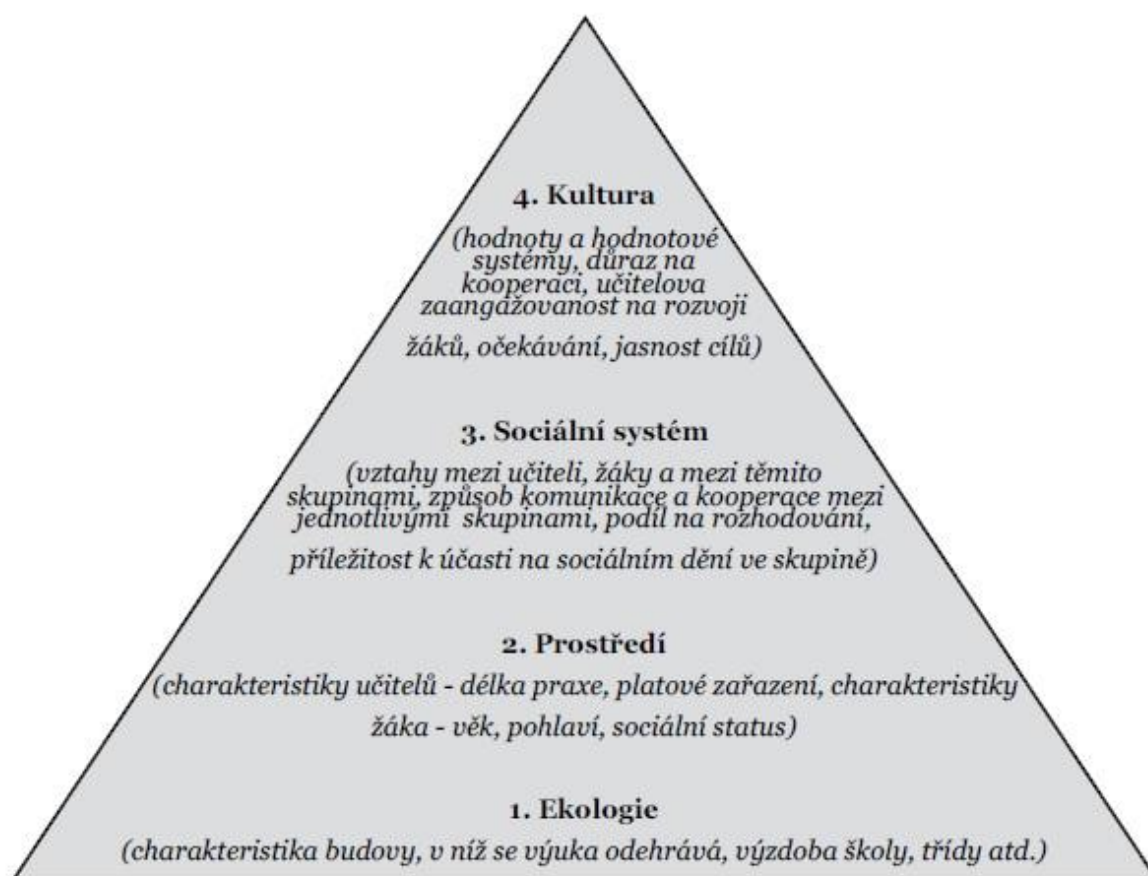 4. Kultura
(hodnoty a hodnotové
systémy, důraz na
kooperaci, učitelova
zaangážovanost na rozvoji
žáků, očekávání, jasnost cílů)
3. Sociální systém
(vztahy mezi učiteli, žáky a mezi těmito
skupinami, způsob komunikace a kooperace mezi
jednotlivými skupinami, podíl na rozhodování,
příležitost k účasti na sociálním dění ve skupině)
2. Prostředí
(charakteristiky učitelů - délka praxe, platové zařazení, charakteristiky
žáka - věk, pohlaví, sociální status)
1. Ekologie
(charakteristika budovy, v níž se výuka odehrává, výzdoba školy, třídy atd.)